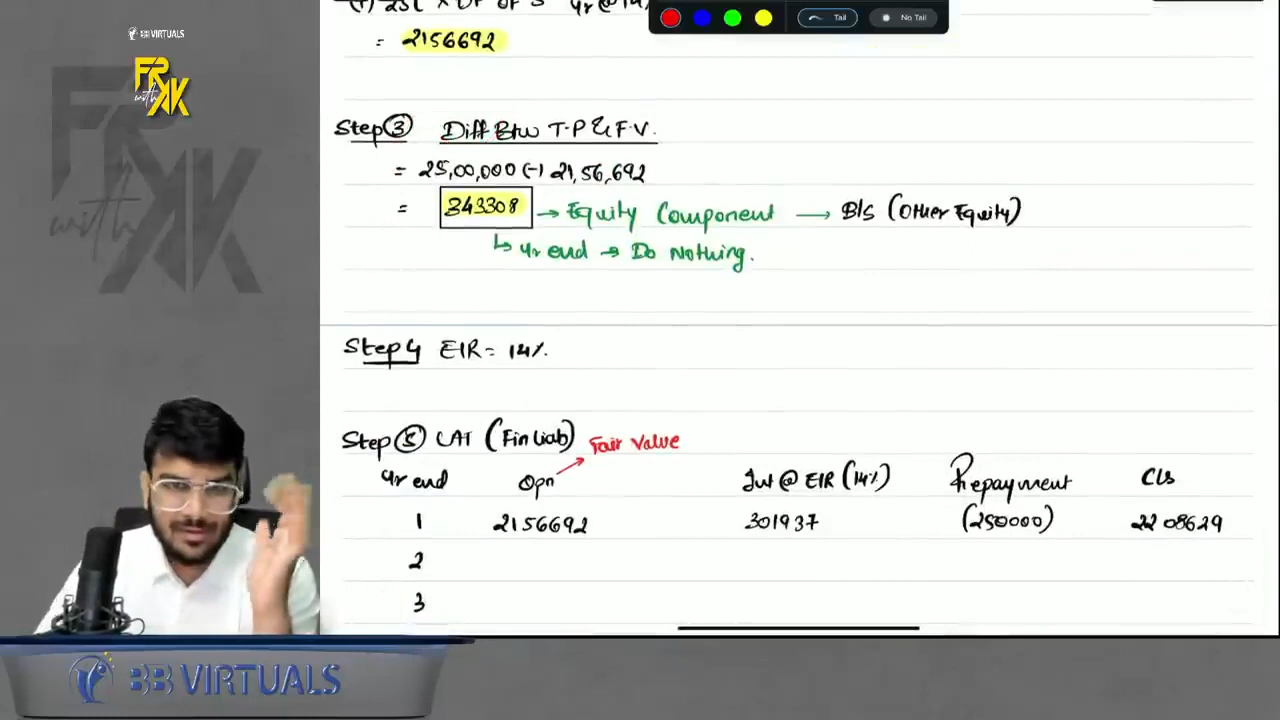 = 2156692
Tail
No Tail
BB VIRTUALS
FR with AK
Step ③ Diff Btw T.P & F.V.
= 25,00,000 (-) 21,56,692
= 343308 → Equity Component → B/S (Other Equity)
↳ Yr end → Do Nothing.
Step 4 EIR = 14%.
Step ⑤ CAT (Fin Liab) Fair Value
Yr end Opn Int @ EIR (14%) Repayment Cls
1 2156692 301937 (250000) 2208629
2
3
BB VIRTUALS